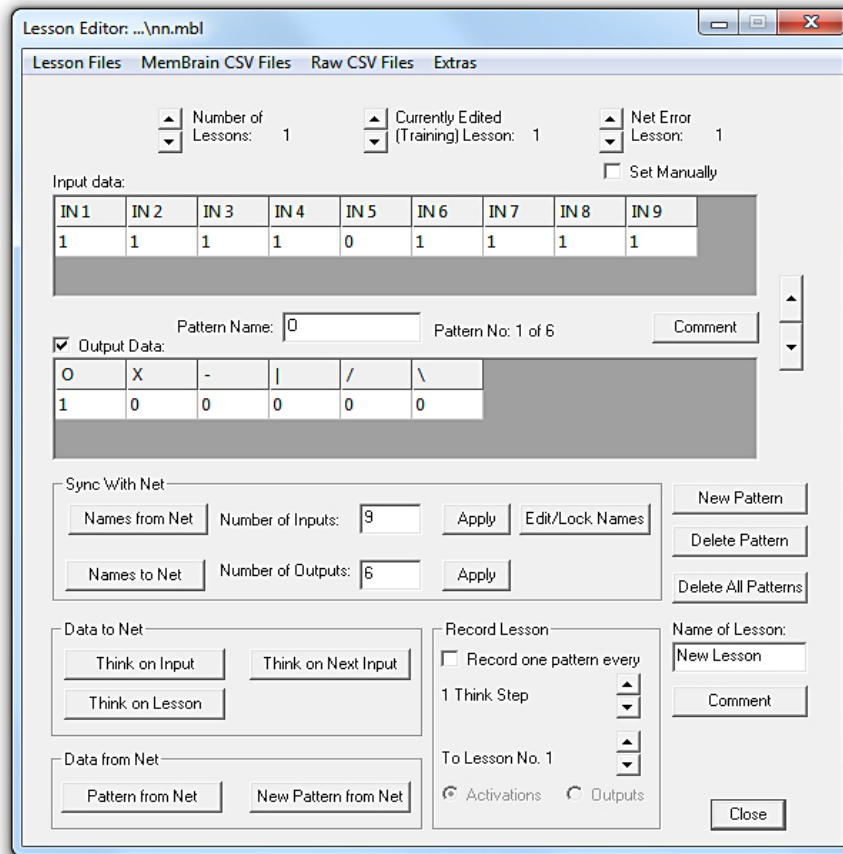 Lesson Editor: ...\nn.mbl
Lesson Files MemBrain CSV Files Raw CSV Files Extras
Number of Lessons: 1
Currently Edited (Training) Lesson: 1
Net Error Lesson: 1
Set Manually
Input data:
IN 1 IN 2 IN 3 IN 4 IN 5 IN 6 IN 7 IN 8 IN 9
1 1 1 1 0 1 1 1 1
Pattern Name: O Pattern No: 1 of 6 Comment
Output Data:
O X - | / \
1 0 0 0 0 0
Sync With Net
Names from Net Number of Inputs: 9 Apply Edit/Lock Names
Names to Net Number of Outputs: 6 Apply
New Pattern
Delete Pattern
Delete All Patterns
Data to Net
Think on Input Think on Next Input
Think on Lesson
Record Lesson
Record one pattern every
1 Think Step
To Lesson No. 1
Activations Outputs
Name of Lesson:
New Lesson
Comment
Data from Net
Pattern from Net New Pattern from Net
Close